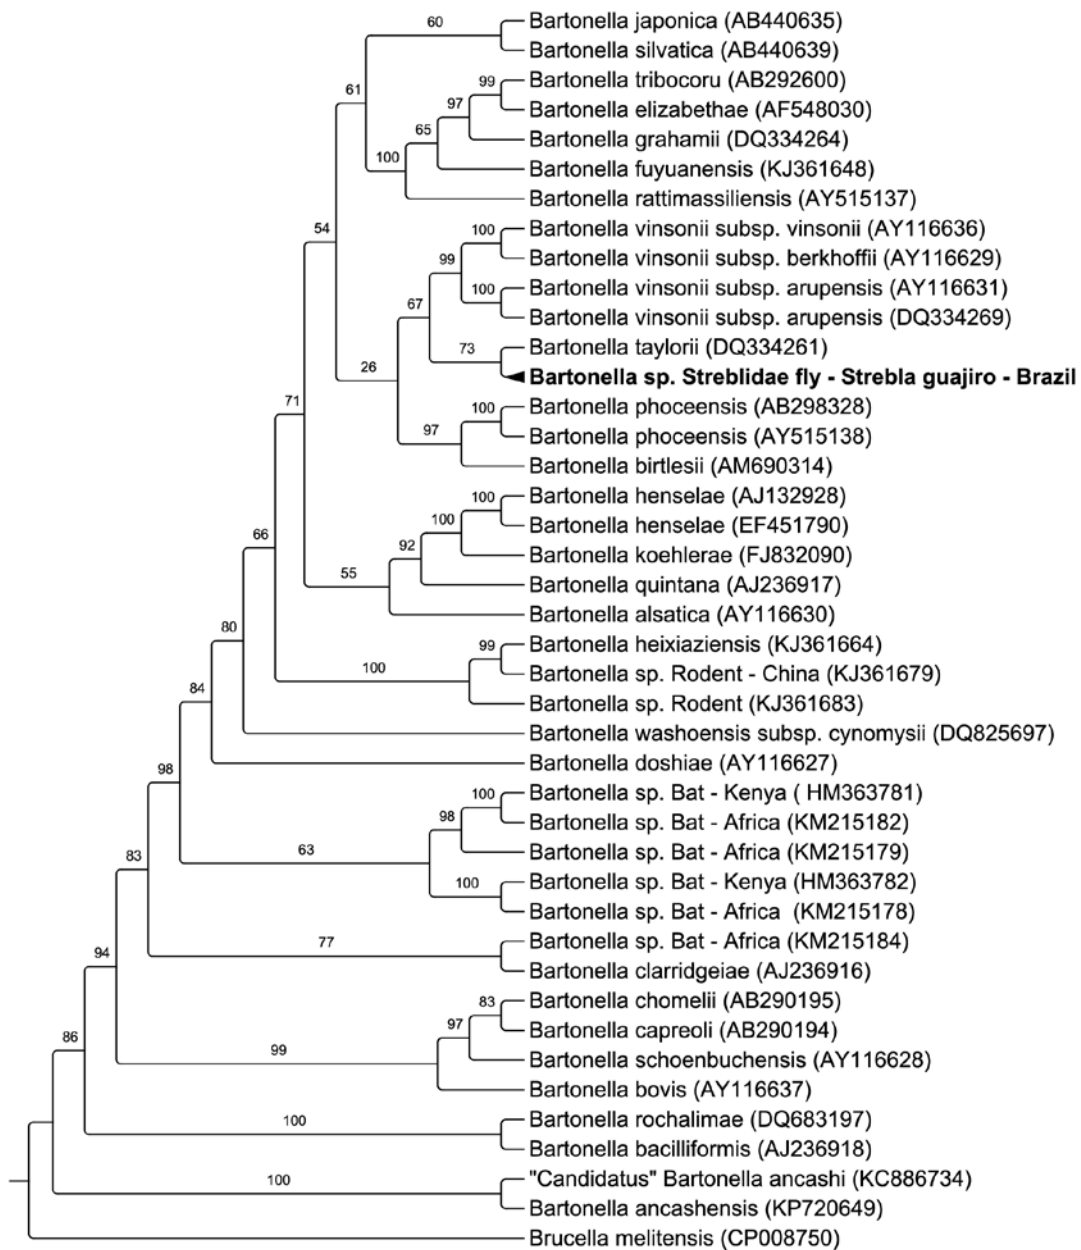 Bartonella japonica (AB440635)
60
Bartonella silvatica (AB440639)
Bartonella tribocoru (AB292600)
99
61
97
Bartonella elizabethae (AF548030)
65
Bartonella grahamii (DQ334264)
100
Bartonella fuyuanensis (KJ361648)
Bartonella rattimassiliensis (AY515137)
54
100
Bartonella vinsonii subsp. vinsonii (AY116636)
99
Bartonella vinsonii subsp. berkhoffii (AY116629)
100
Bartonella vinsonii subsp. arupensis (AY116631)
67
Bartonella vinsonii subsp. arupensis (DQ334269)
73
Bartonella taylorii (DQ334261)
26
Bartonella sp. Streblidae fly - Strebla guajiro - Brazil
71
100
Bartonella phoceensis (AB298328)
97
Bartonella phoceensis (AY515138)
Bartonella birtlesii (AM690314)
100
Bartonella henselae (AJ132928)
100
Bartonella henselae (EF451790)
66
92
Bartonella koehlerae (FJ832090)
55
Bartonella quintana (AJ236917)
Bartonella alsatica (AY116630)
80
99
Bartonella heixiaziensis (KJ361664)
100
Bartonella sp. Rodent - China (KJ361679)
84
Bartonella sp. Rodent (KJ361683)
Bartonella washoensis subsp. cynomysii (DQ825697)
98
Bartonella doshiae (AY116627)
100
Bartonella sp. Bat - Kenya ( HM363781)
98
Bartonella sp. Bat - Africa (KM215182)
83
63
Bartonella sp. Bat - Africa (KM215179)
100
Bartonella sp. Bat - Kenya (HM363782)
Bartonella sp. Bat - Africa (KM215178)
94
77
Bartonella sp. Bat - Africa (KM215184)
Bartonella clarridgeiae (AJ236916)
83
Bartonella chomelii (AB290195)
86
97
Bartonella capreoli (AB290194)
99
Bartonella schoenbuchensis (AY116628)
Bartonella bovis (AY116637)
100
Bartonella rochalimae (DQ683197)
Bartonella bacilliformis (AJ236918)
100
"Candidatus" Bartonella ancashi (KC886734)
Bartonella ancashensis (KP720649)
Brucella melitensis (CP008750)